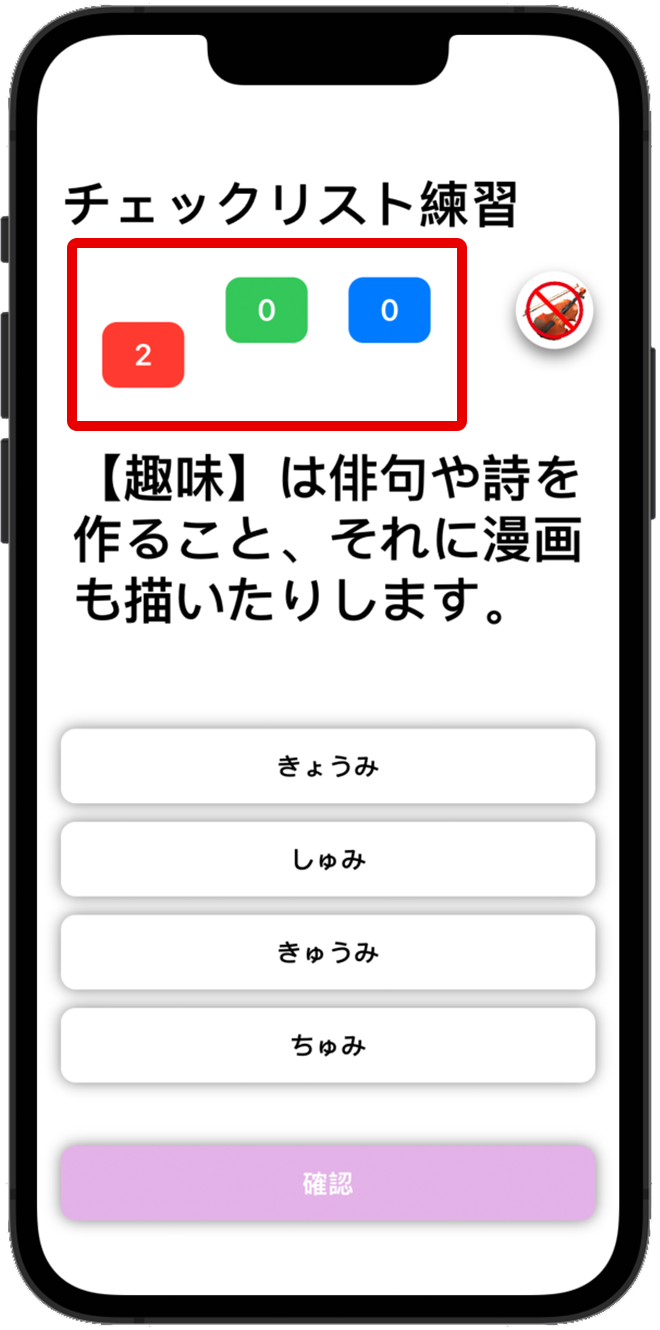 チェックリスト練習
0 0
2
【趣味】は俳句や詩を
作ること、それに漫画
も描いたりします。
きょうみ
しゅみ
きゅうみ
ちゅみ
確認